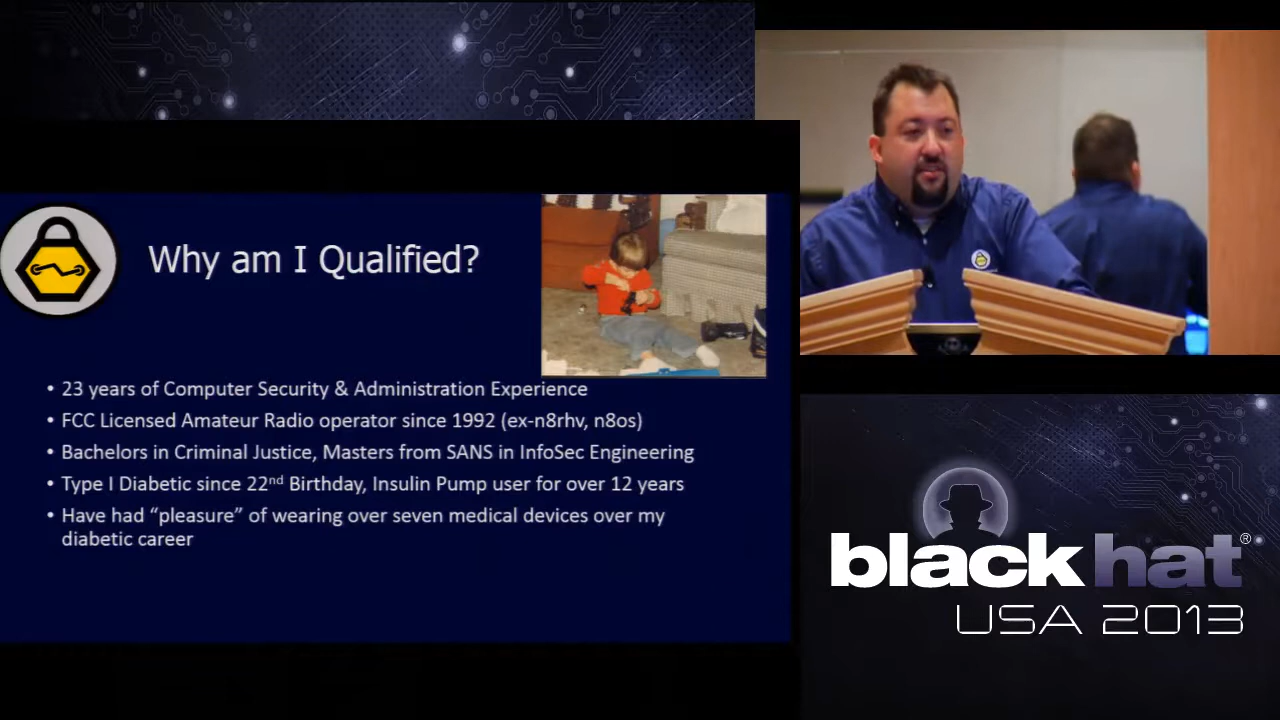 Why am I Qualified?
• 23 years of Computer Security & Administration Experience
• FCC Licensed Amateur Radio operator since 1992 (ex-n8rhv, n8os)
• Bachelors in Criminal Justice, Masters from SANS in InfoSec Engineering
• Type I Diabetic since 22nd Birthday, Insulin Pump user for over 12 years
• Have had “pleasure” of wearing over seven medical devices over my
diabetic career
blackhat®
USA 2013